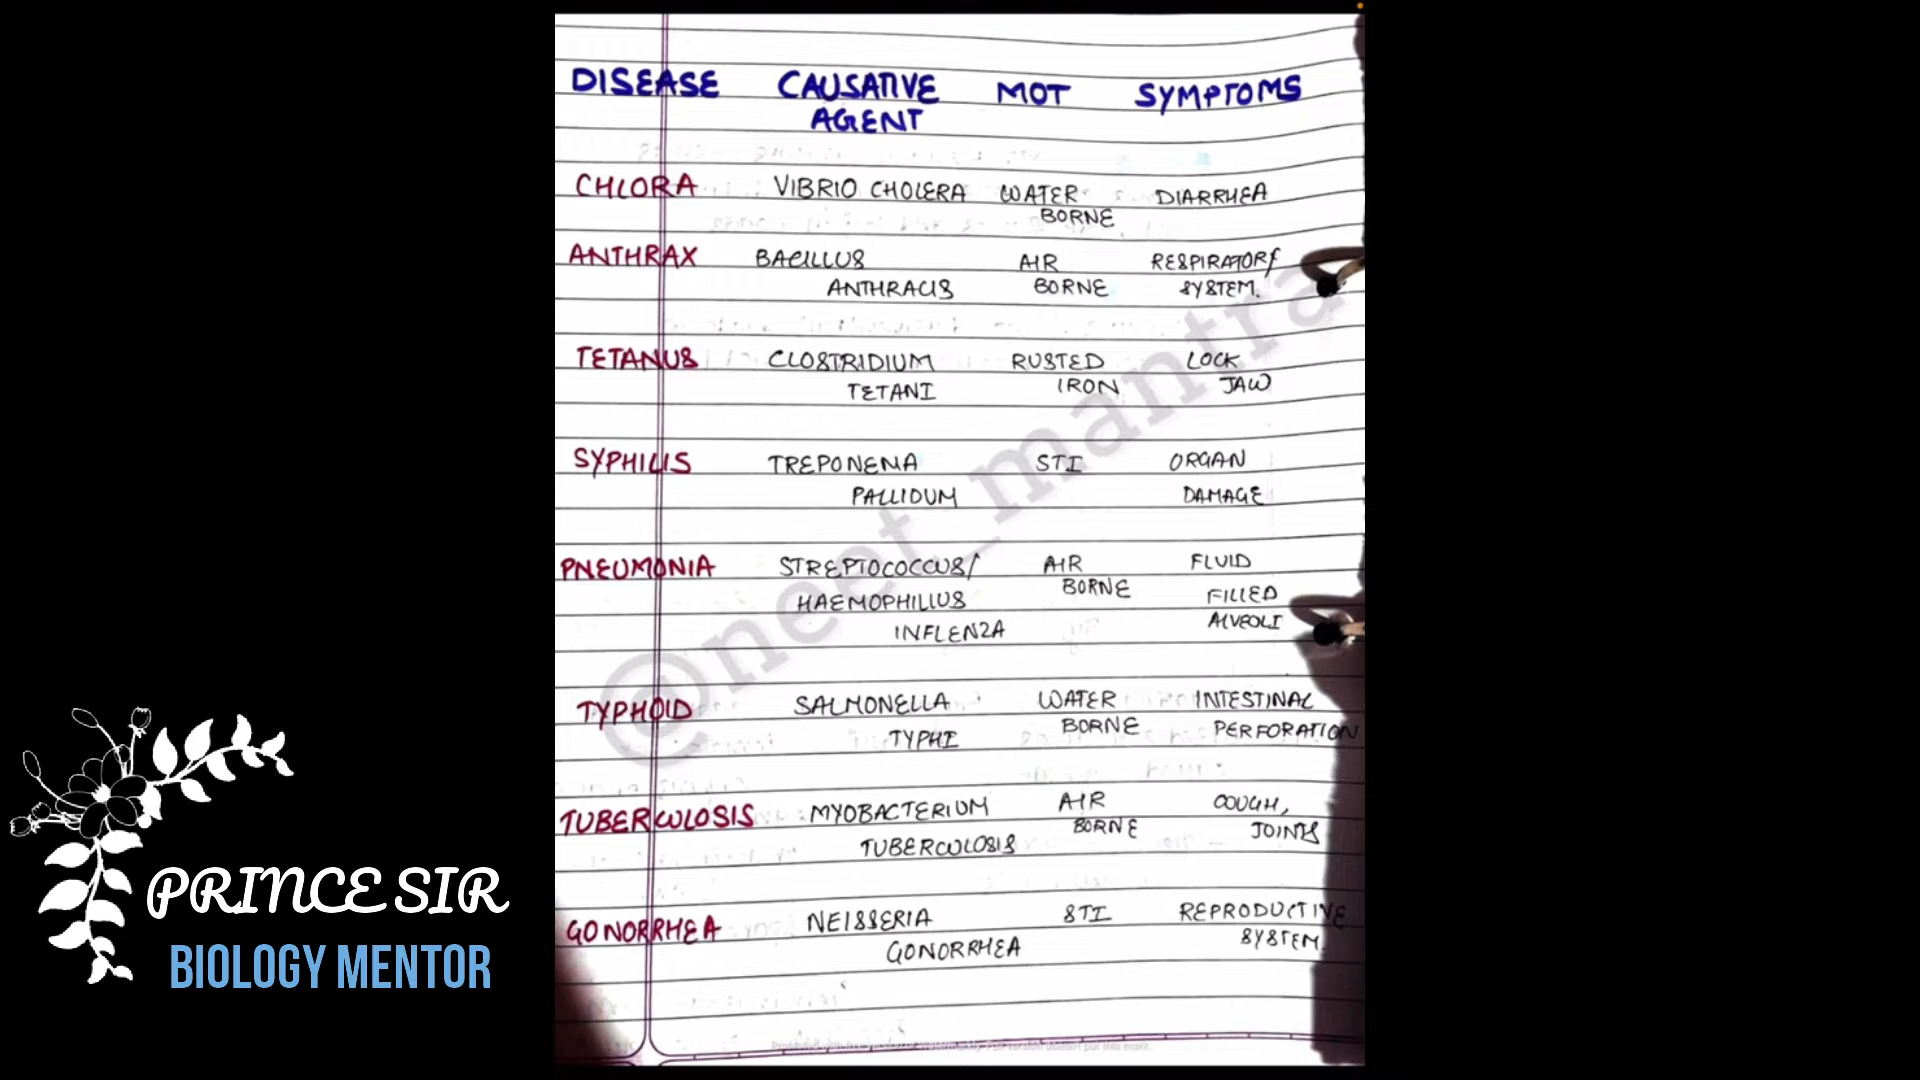 DISEASE CAUSATIVE MOT SYMPTOMS
AGENT
CHLORA VIBRIO CHOLERA WATER DIARRHEA
BORNE
ANTHRAX BACILLUS AIR RESPIRATORY
ANTHRACIS BORNE SYSTEM.
TETANUS CLOSTRIDIUM RUSTED LOCK
TETANI IRON JAW
SYPHILIS TREPONEMA STI ORGAN
PALLIDUM DAMAGE
PNEUMONIA STREPTOCOCCUS/ AIR FLUID
HAEMOPHILLUS BORNE FILLED
INFLENZA ALVEOLI
TYPHOID SALMONELLA WATER INTESTINAL
TYPHI BORNE PERFORATION
TUBERCULOSIS MYOBACTERIUM AIR COUGH,
TUBERCULOSIS BORNE JOINTS
GONORRHEA NEISSERIA STI REPRODUCTIVE
GONORRHEA SYSTEM.
@neet_mantra
PRINCE SIR
BIOLOGY MENTOR